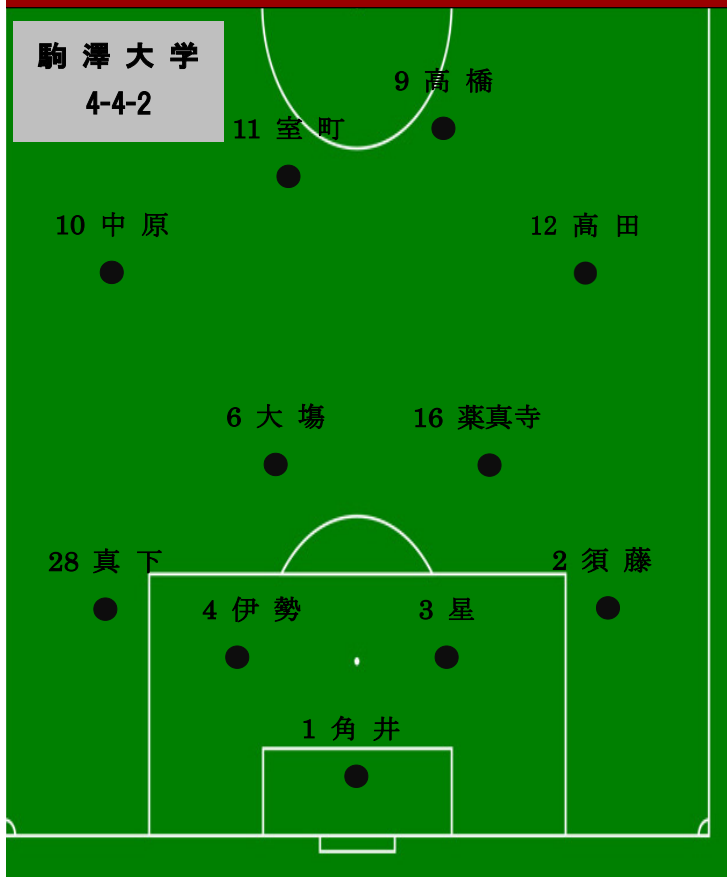 駒澤大学
4-4-2
9 高橋
11 室町
10 中原
12 高田
6 大塲
16 薬真寺
28 真下
2 須藤
4 伊勢
3 星
1 角井